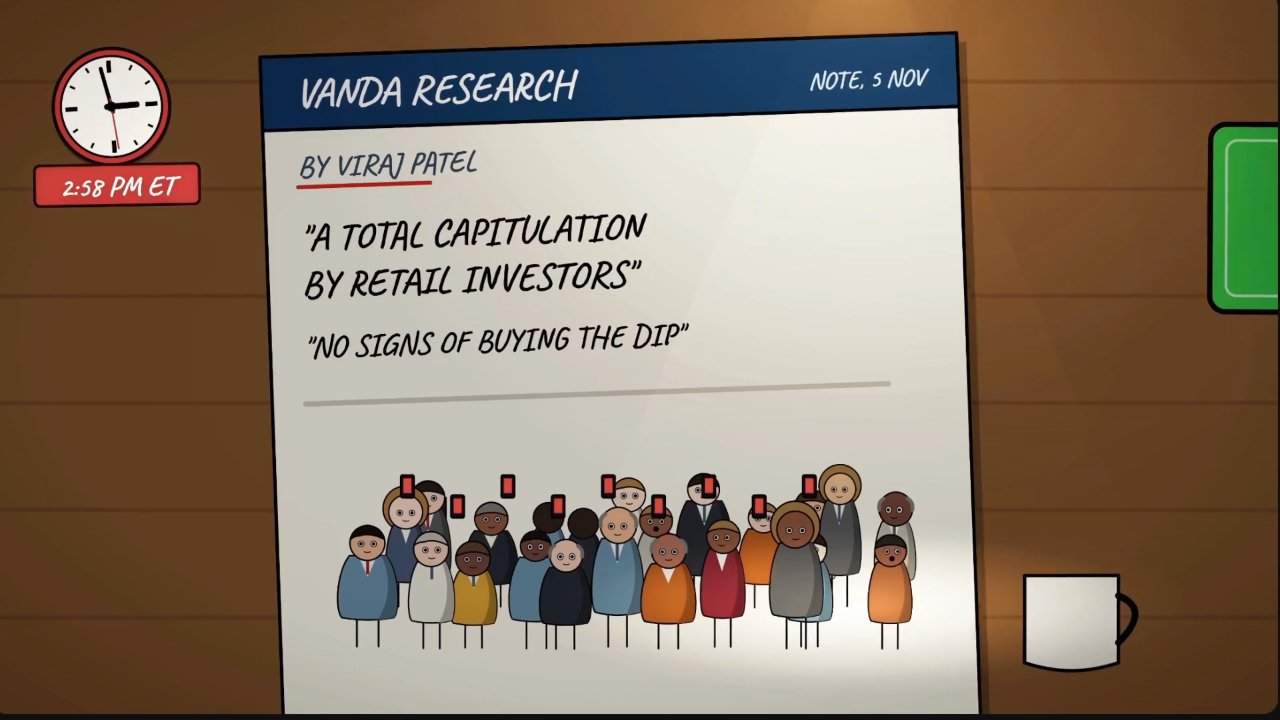 2:58 PM ET
VANDA RESEARCH
NOTE, 5 NOV
BY VIRAJ PATEL
"A TOTAL CAPITULATION
BY RETAIL INVESTORS"
"NO SIGNS OF BUYING THE DIP"